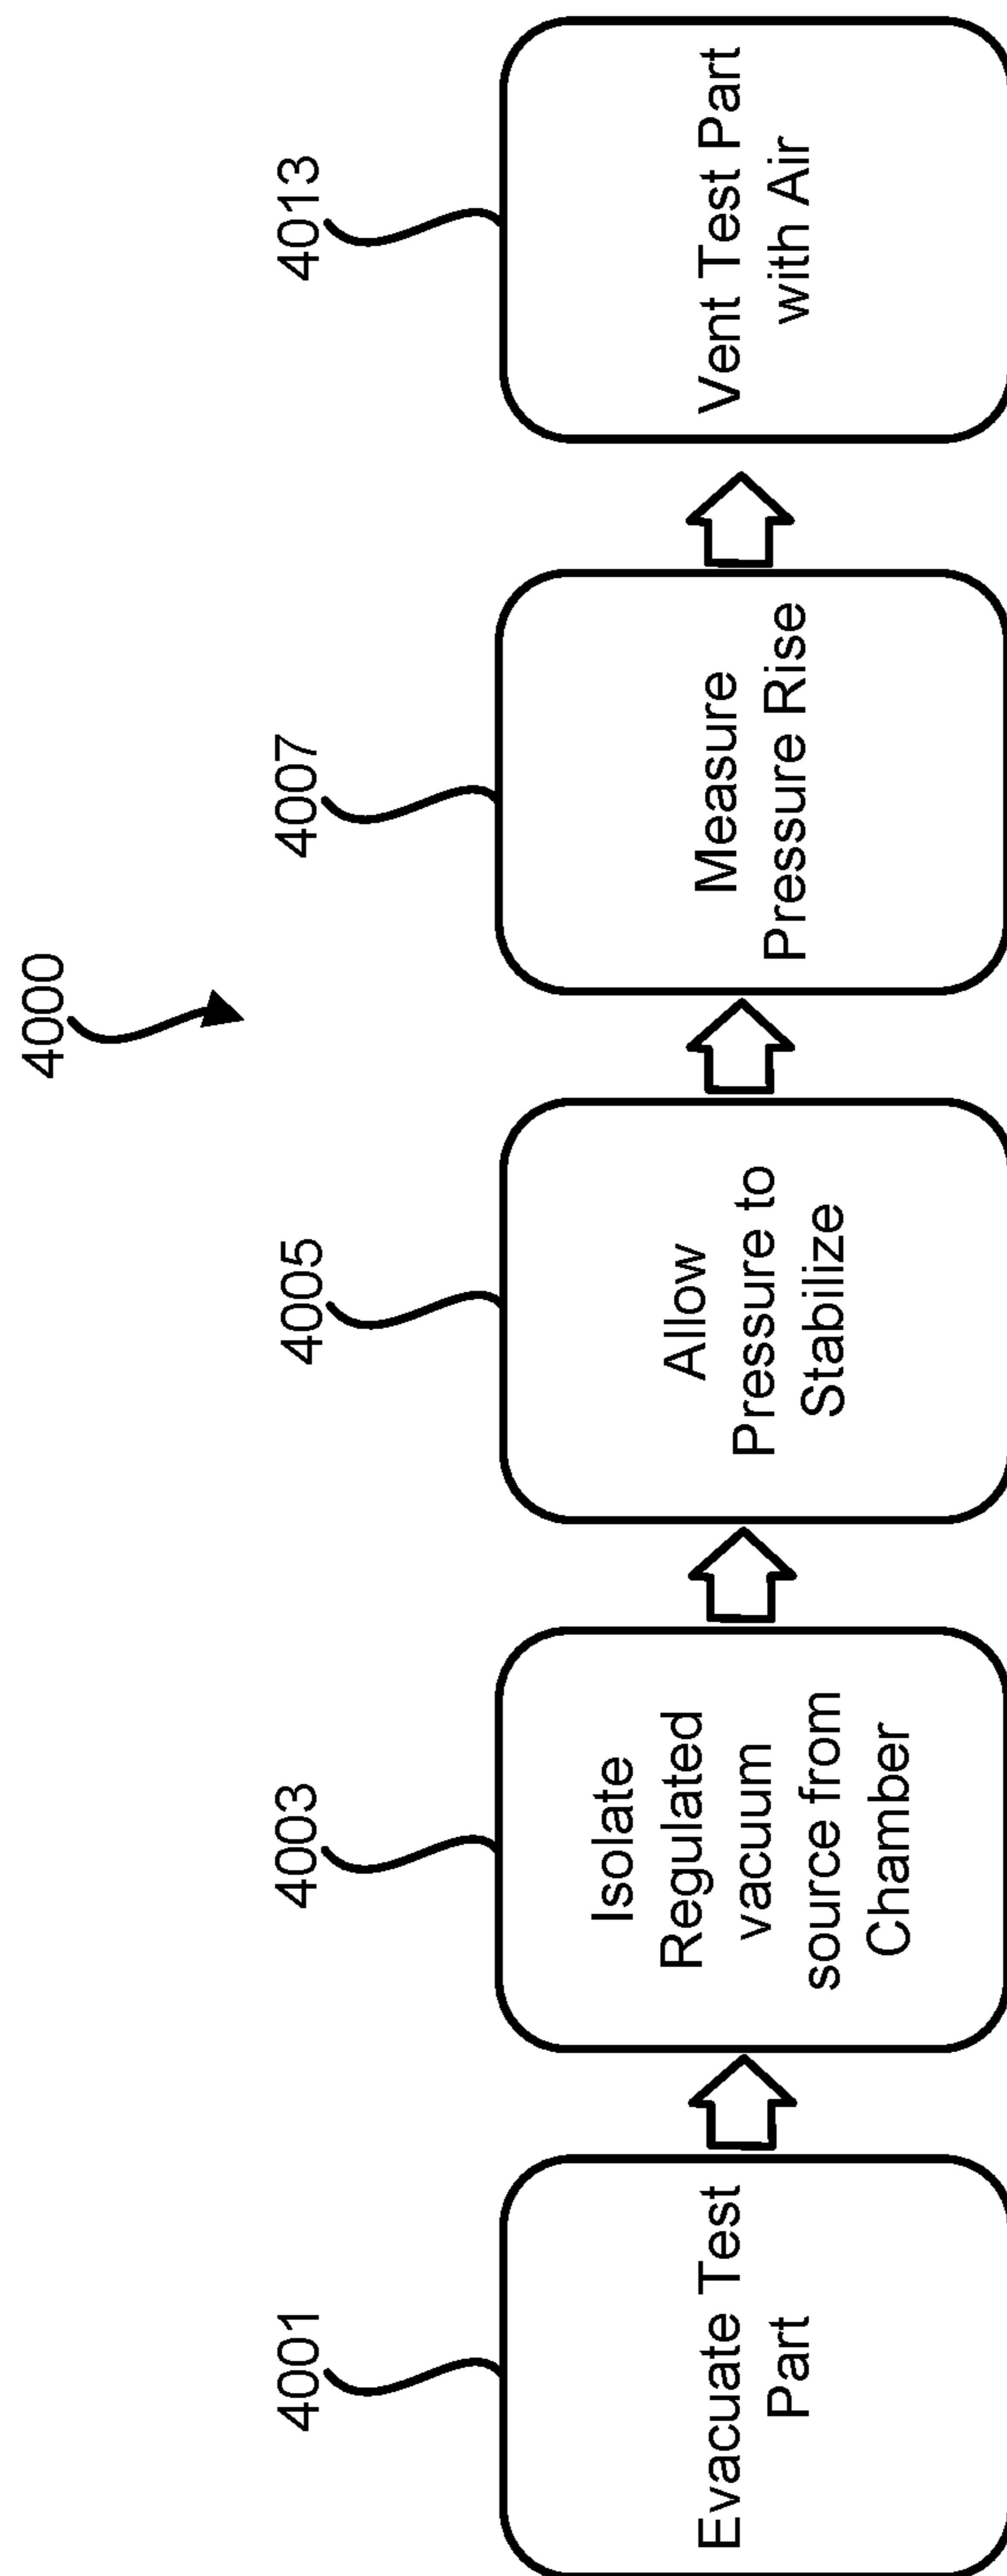 4000
4001
Evacuate Test
Part
4003
Isolate
Regulated
vacuum
source from
Chamber
4005
Allow
Pressure to
Stabilize
4007
Measure
Pressure Rise
4013
Vent Test Part
with Air